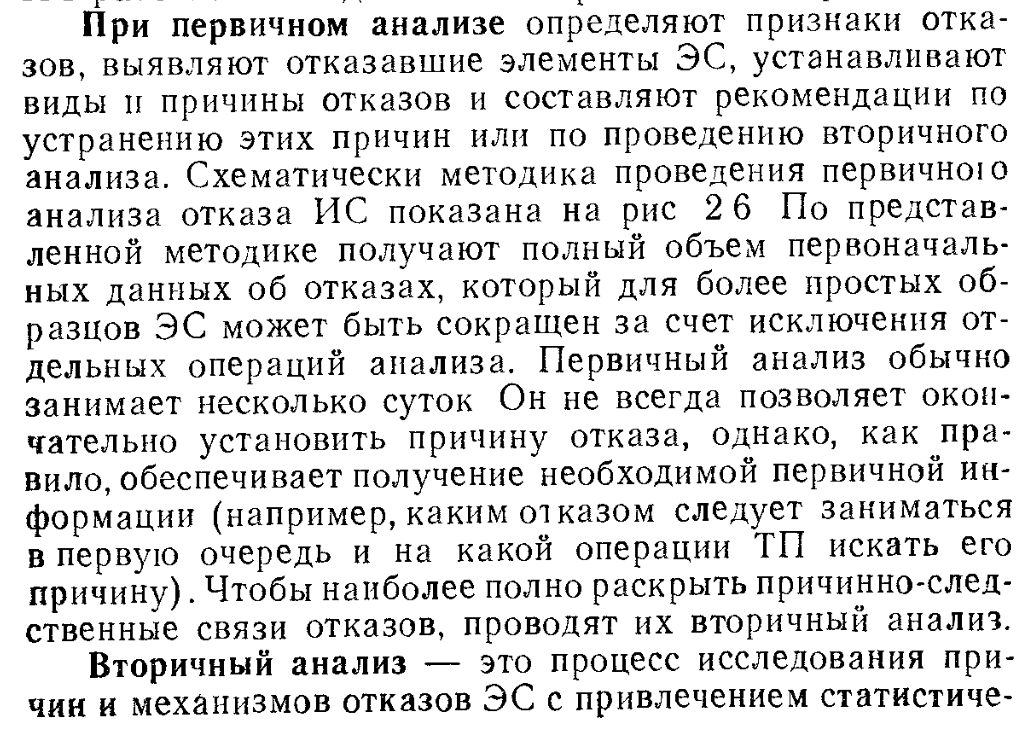 При первичном анализе определяют признаки отка-
зов, выявляют отказавшие элементы ЭС, устанавливают
виды и причины отказов и составляют рекомендации по
устранению этих причин или по проведению вторичного
анализа. Схематически методика проведения первичного
анализа отказа ИС показана на рис 2 6 По представ-
ленной методике получают полный объем первоначаль-
ных данных об отказах, который для более простых об-
разцов ЭС может быть сокращен за счет исключения от-
дельных операций анализа. Первичный анализ обычно
занимает несколько суток Он не всегда позволяет окон-
чательно установить причину отказа, однако, как пра-
вило, обеспечивает получение необходимой первичной ин-
формации (например, каким отказом следует заниматься
в первую очередь и на какой операции ТП искать его
причину). Чтобы наиболее полно раскрыть причинно-след-
ственные связи отказов, проводят их вторичный анализ.
Вторичный анализ — это процесс исследования при-
чин и механизмов отказов ЭС с привлечением статистиче-